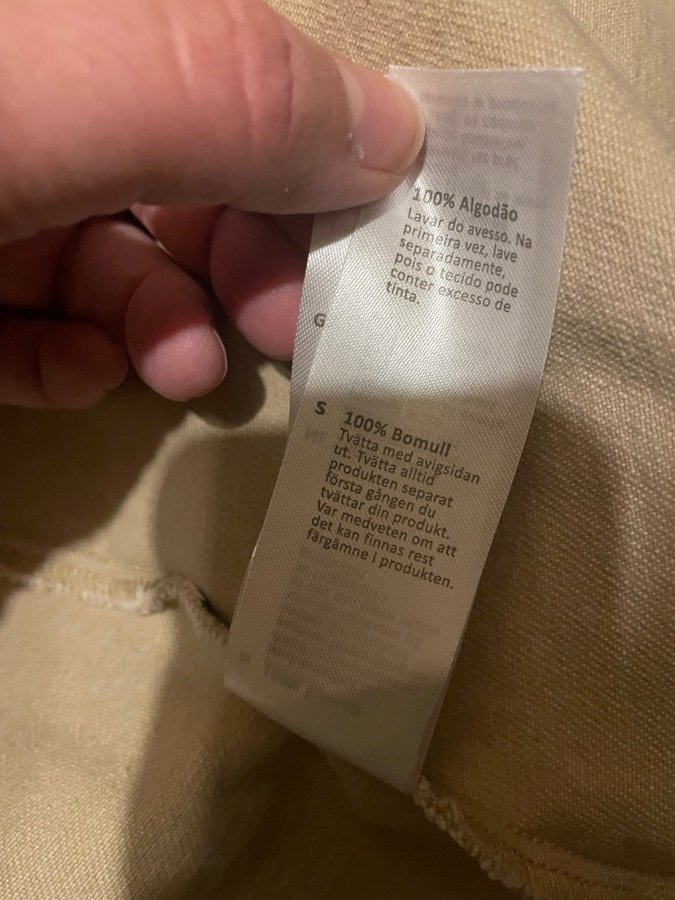 100% Algodão
Lavar do avesso. Na
primeira vez, lave
separadamente,
pois o tecido pode
conter excesso de
tinta.
G
S 100% Bomull
Tvätta med avigsidan
ut. Tvätta alltid
produkten separat
första gången du
tvättar din produkt.
Var medveten om att
det kan finnas rest
färgämne i produkten.